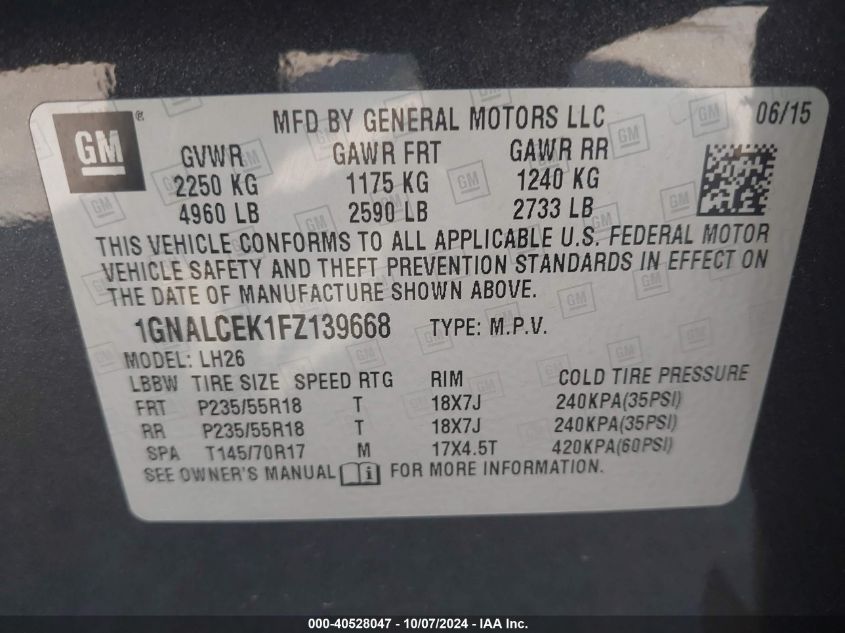 GM ® MFD BY GENERAL MOTORS LLC 06/15
GVWR GAWR FRT GAWR RR
2250 KG 1175 KG 1240 KG
4960 LB 2590 LB 2733 LB
THIS VEHICLE CONFORMS TO ALL APPLICABLE U.S. FEDERAL MOTOR
VEHICLE SAFETY AND THEFT PREVENTION STANDARDS IN EFFECT ON
THE DATE OF MANUFACTURE SHOWN ABOVE.
1GNALCEK1FZ139668 TYPE: M.P.V.
MODEL: LH26
LBBW TIRE SIZE SPEED RTG RIM COLD TIRE PRESSURE
FRT P235/55R18 T 18X7J 240KPA(35PSI)
RR P235/55R18 T 18X7J 240KPA(35PSI)
SPA T145/70R17 M 17X4.5T 420KPA(60PSI)
SEE OWNER'S MANUAL i FOR MORE INFORMATION.
000-40528047 - 10/07/2024 - IAA Inc.